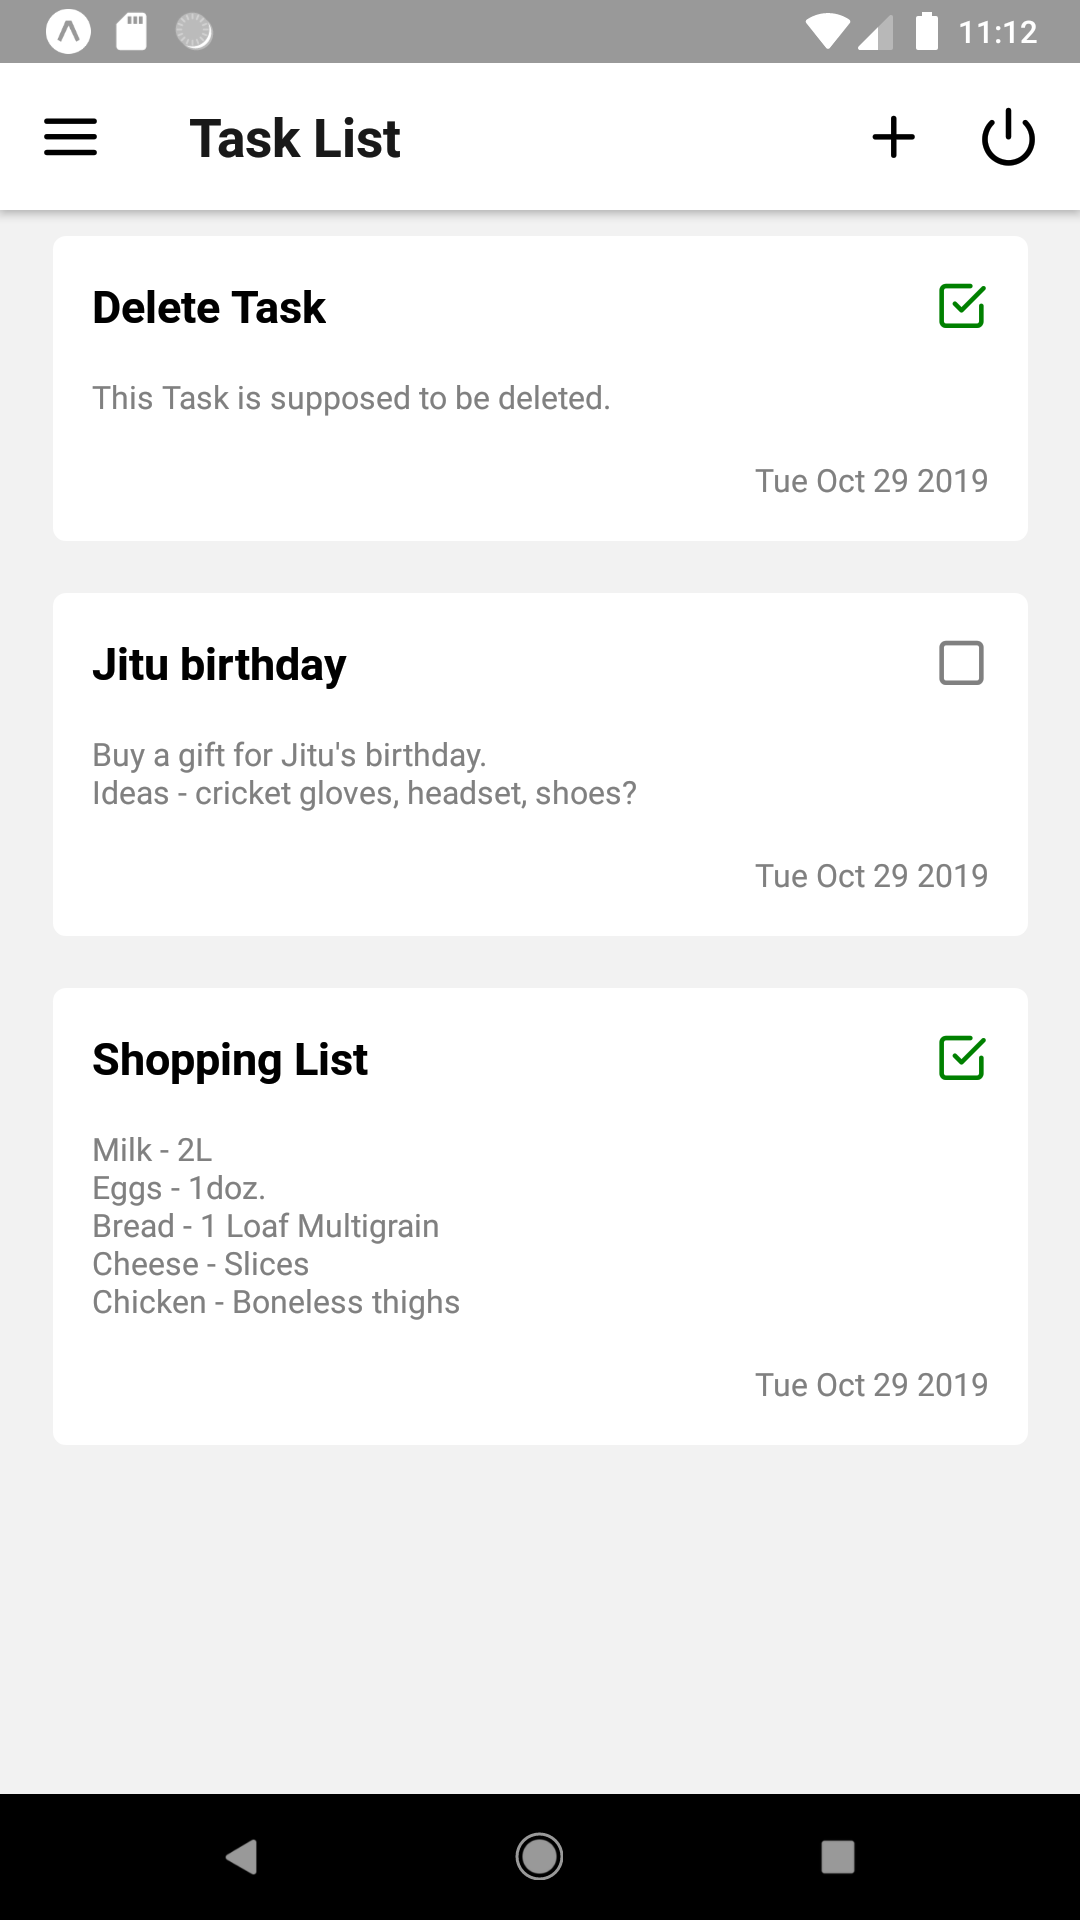 11:12
Task List
Delete Task
This Task is supposed to be deleted.
Tue Oct 29 2019
Jitu birthday
Buy a gift for Jitu's birthday.
Ideas - cricket gloves, headset, shoes?
Tue Oct 29 2019
Shopping List
Milk - 2L
Eggs - 1doz.
Bread - 1 Loaf Multigrain
Cheese - Slices
Chicken - Boneless thighs
Tue Oct 29 2019